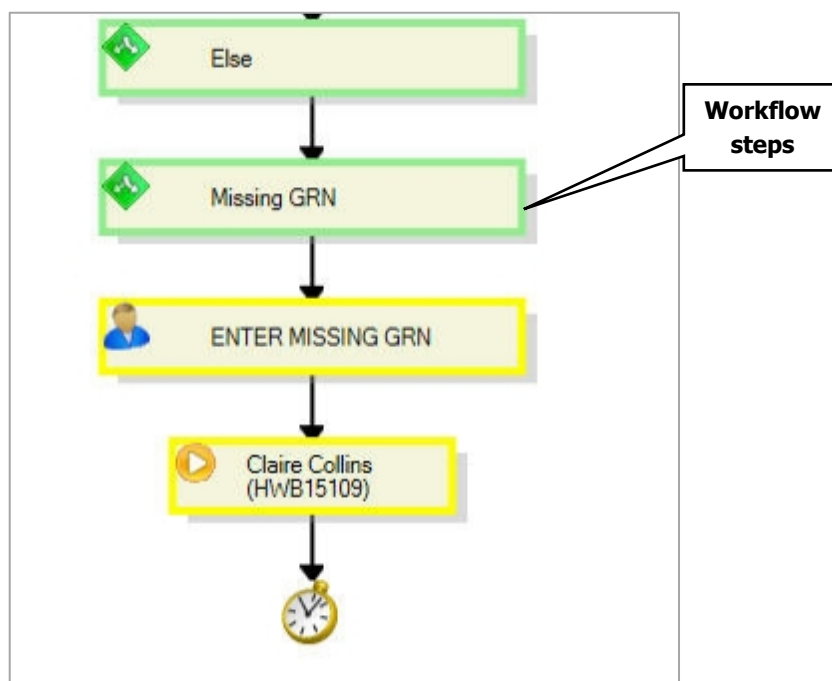 Else
Workflow
steps
Missing GRN
ENTER MISSING GRN
Claire Collins
(HWB15109)